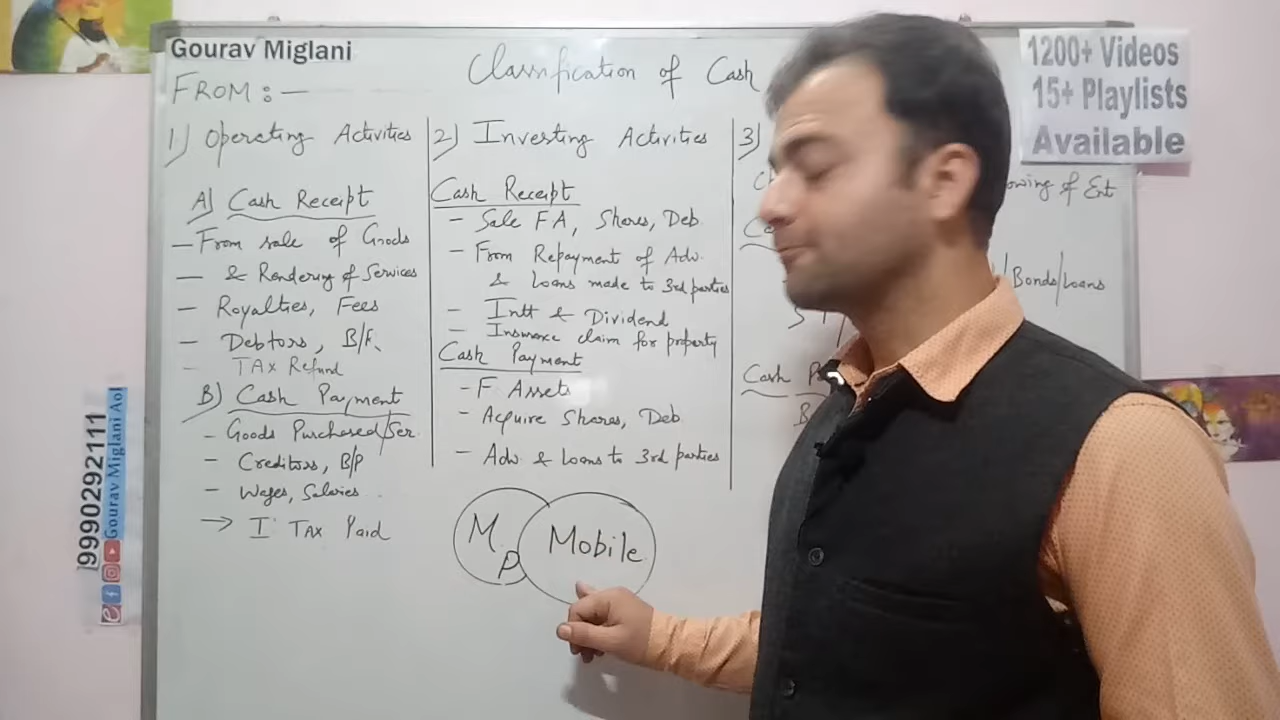 Gourav Miglani
Classification of Cash
1200+ Videos
15+ Playlists
Available
FROM:-
1) Operating Activities
A) Cash Receipt
- From sale of Goods
- & Rendering of Services
- Royalties, Fees
- Debtors, B/R
- TAX Refund
B) Cash Payment
- Goods Purchased/Ser.
- Creditors, B/P
- Wages, Salaries
→ I TAX Paid
2) Investing Activities
Cash Receipt
- Sale FA, Shares, Deb.
- From Repayment of Adv.
& Loans made to 3rd parties
- Intt & Dividend
- Insurance claim for property
Cash Payment
- F Assets
- Acquire Shares, Deb
- Adv. & Loans to 3rd parties
M
P
Mobile
3)
of Ent
/Bonds/Loans
Cash
9990292111
Gourav Miglani AoI